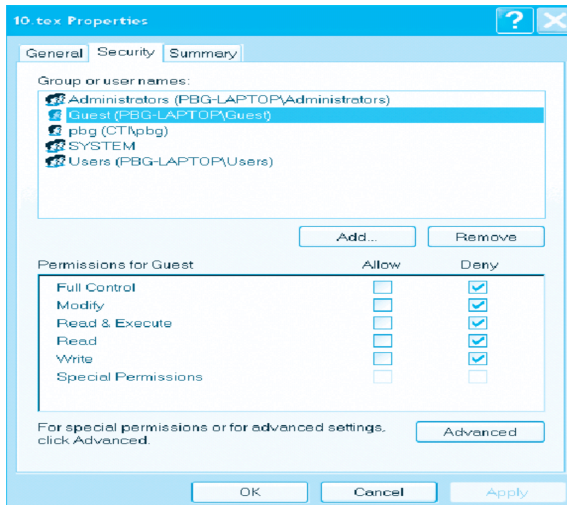 10.tex Properties
General Security Summary
Group or user names:
Administrators (PBG-LAPTOP\Administrators)
Guest (PBG-LAPTOP\Guest)
pbg (CTI\pbg)
SYSTEM
Users (PBG-LAPTOP\Users)
Add... Remove
Permissions for Guest Allow Deny
Full Control
Modify
Read & Execute
Read
Write
Special Permissions
For special permissions or for advanced settings,
click Advanced.
Advanced
OK Cancel Apply